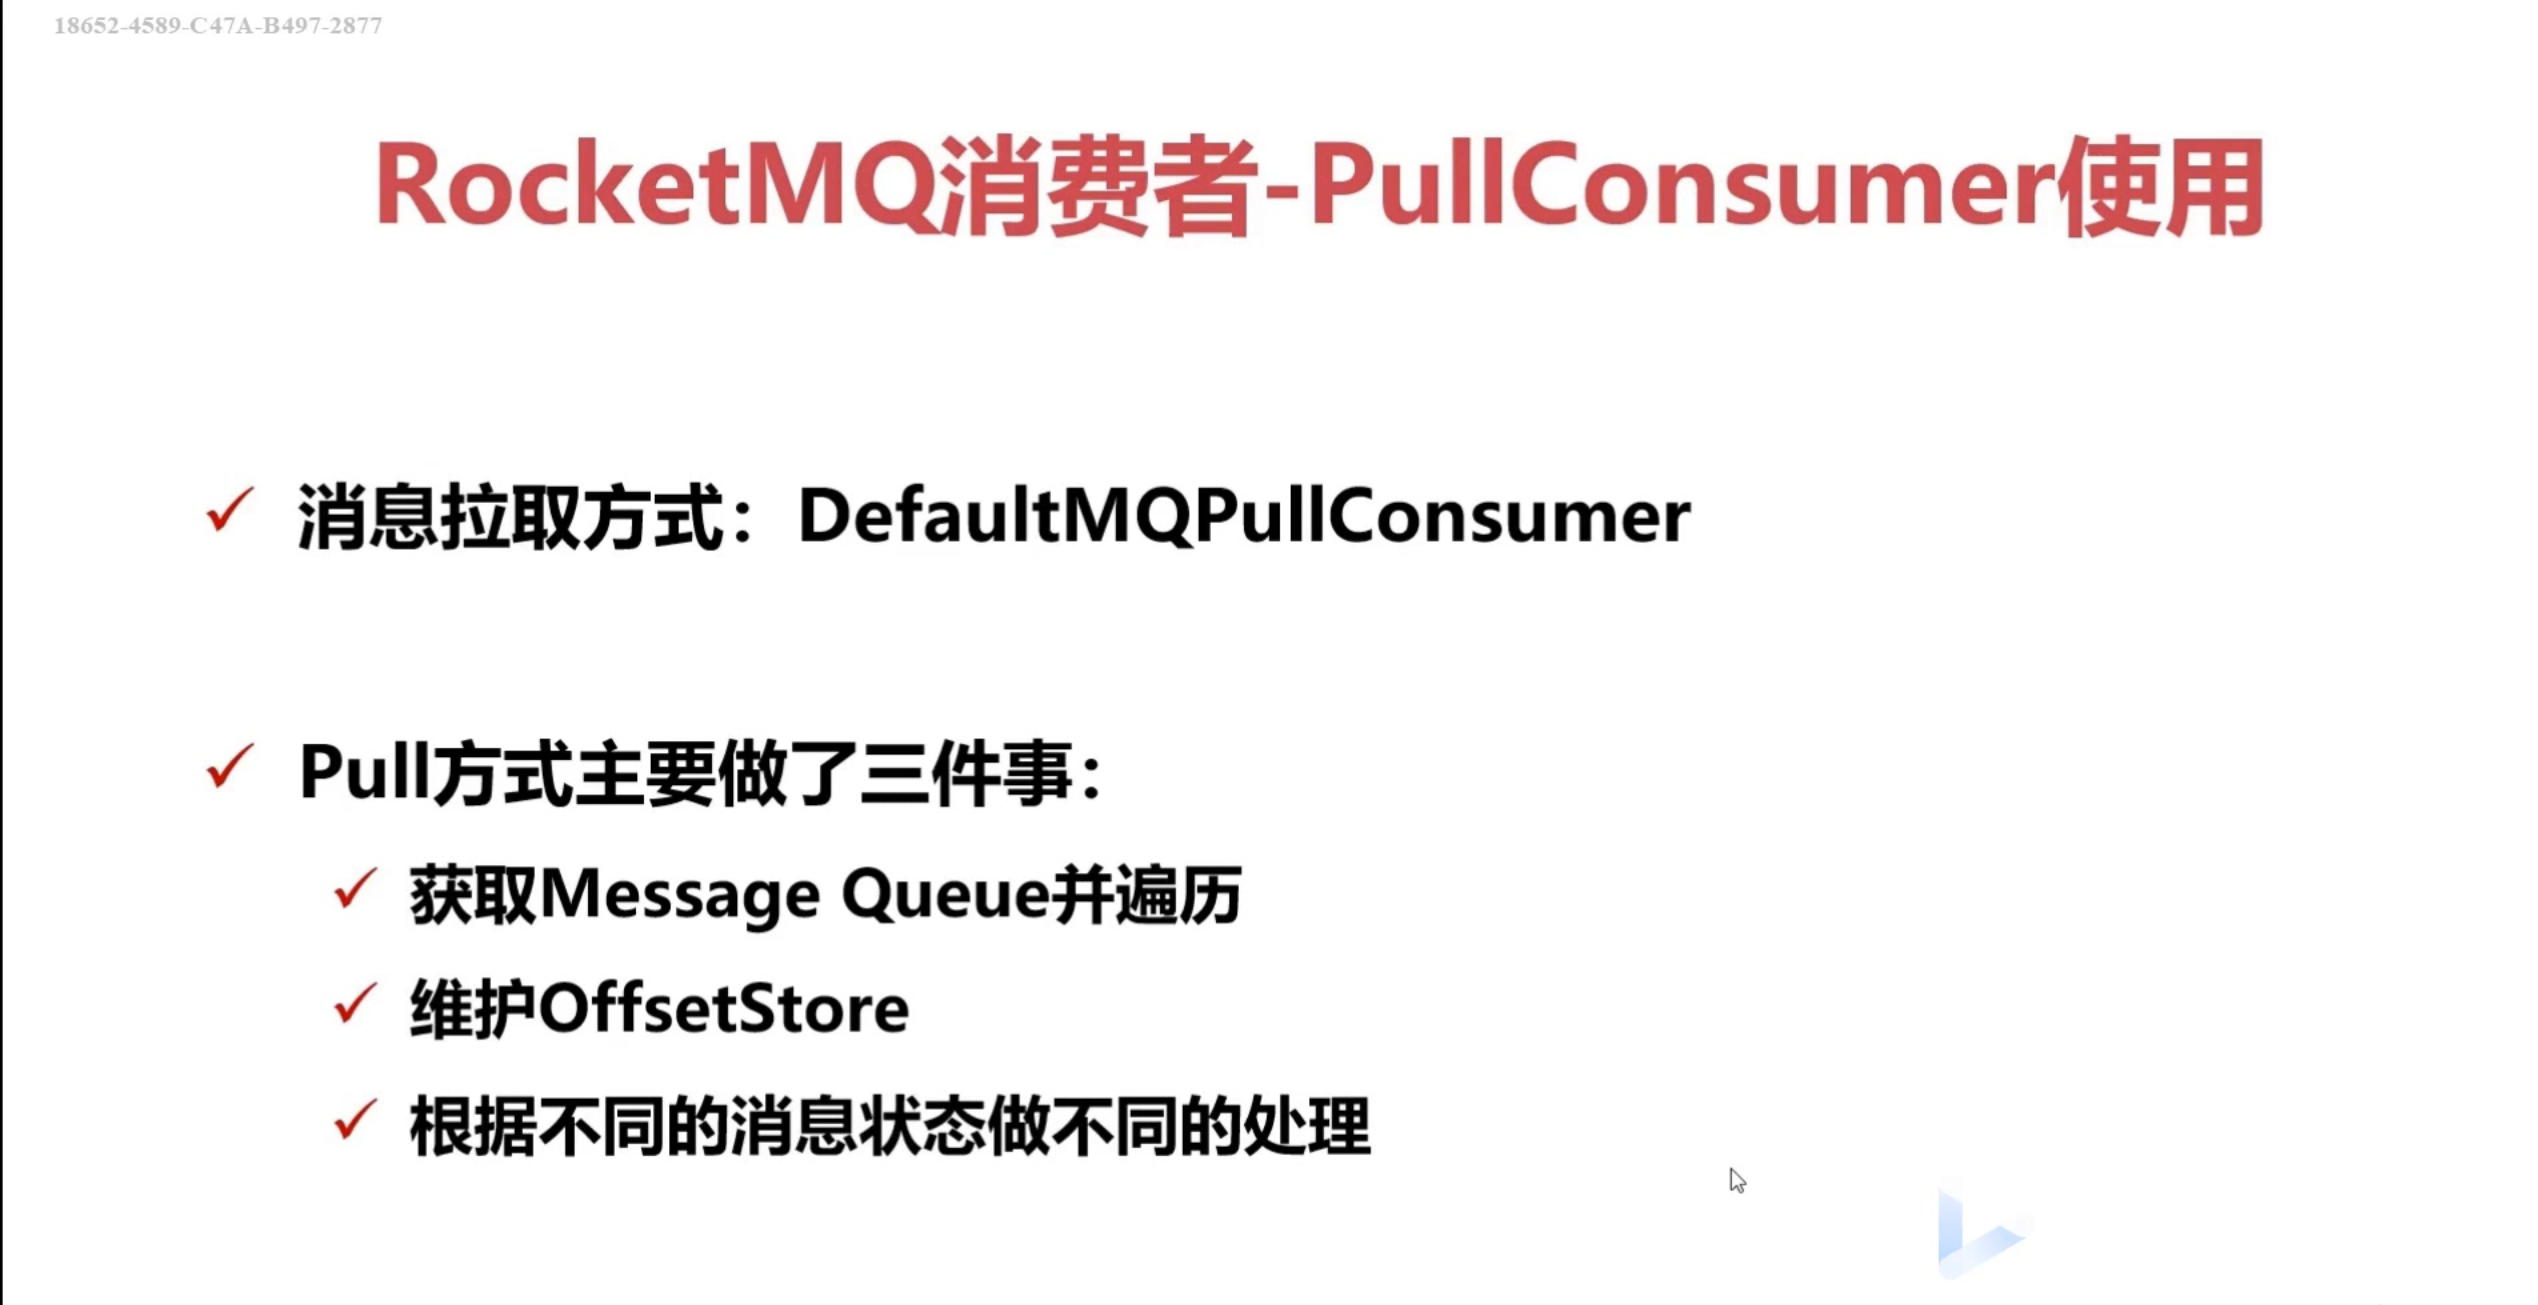 18652-4589-C47A-B497-2877
RocketMQ消费者-PullConsumer使用
消息拉取方式：DefaultMQPullConsumer
Pull方式主要做了三件事：
获取Message Queue并遍历
维护OffsetStore
根据不同的消息状态做不同的处理